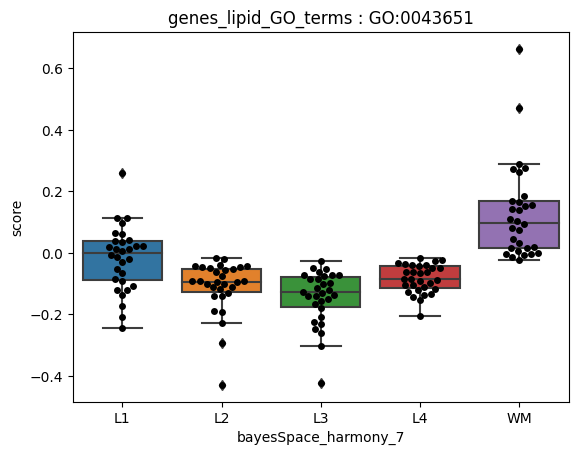 genes_lipid_GO_terms : GO:0043651
score
0.6
0.4
0.2
0.0
−0.2
−0.4
L1 L2 L3 L4 WM
bayesSpace_harmony_7